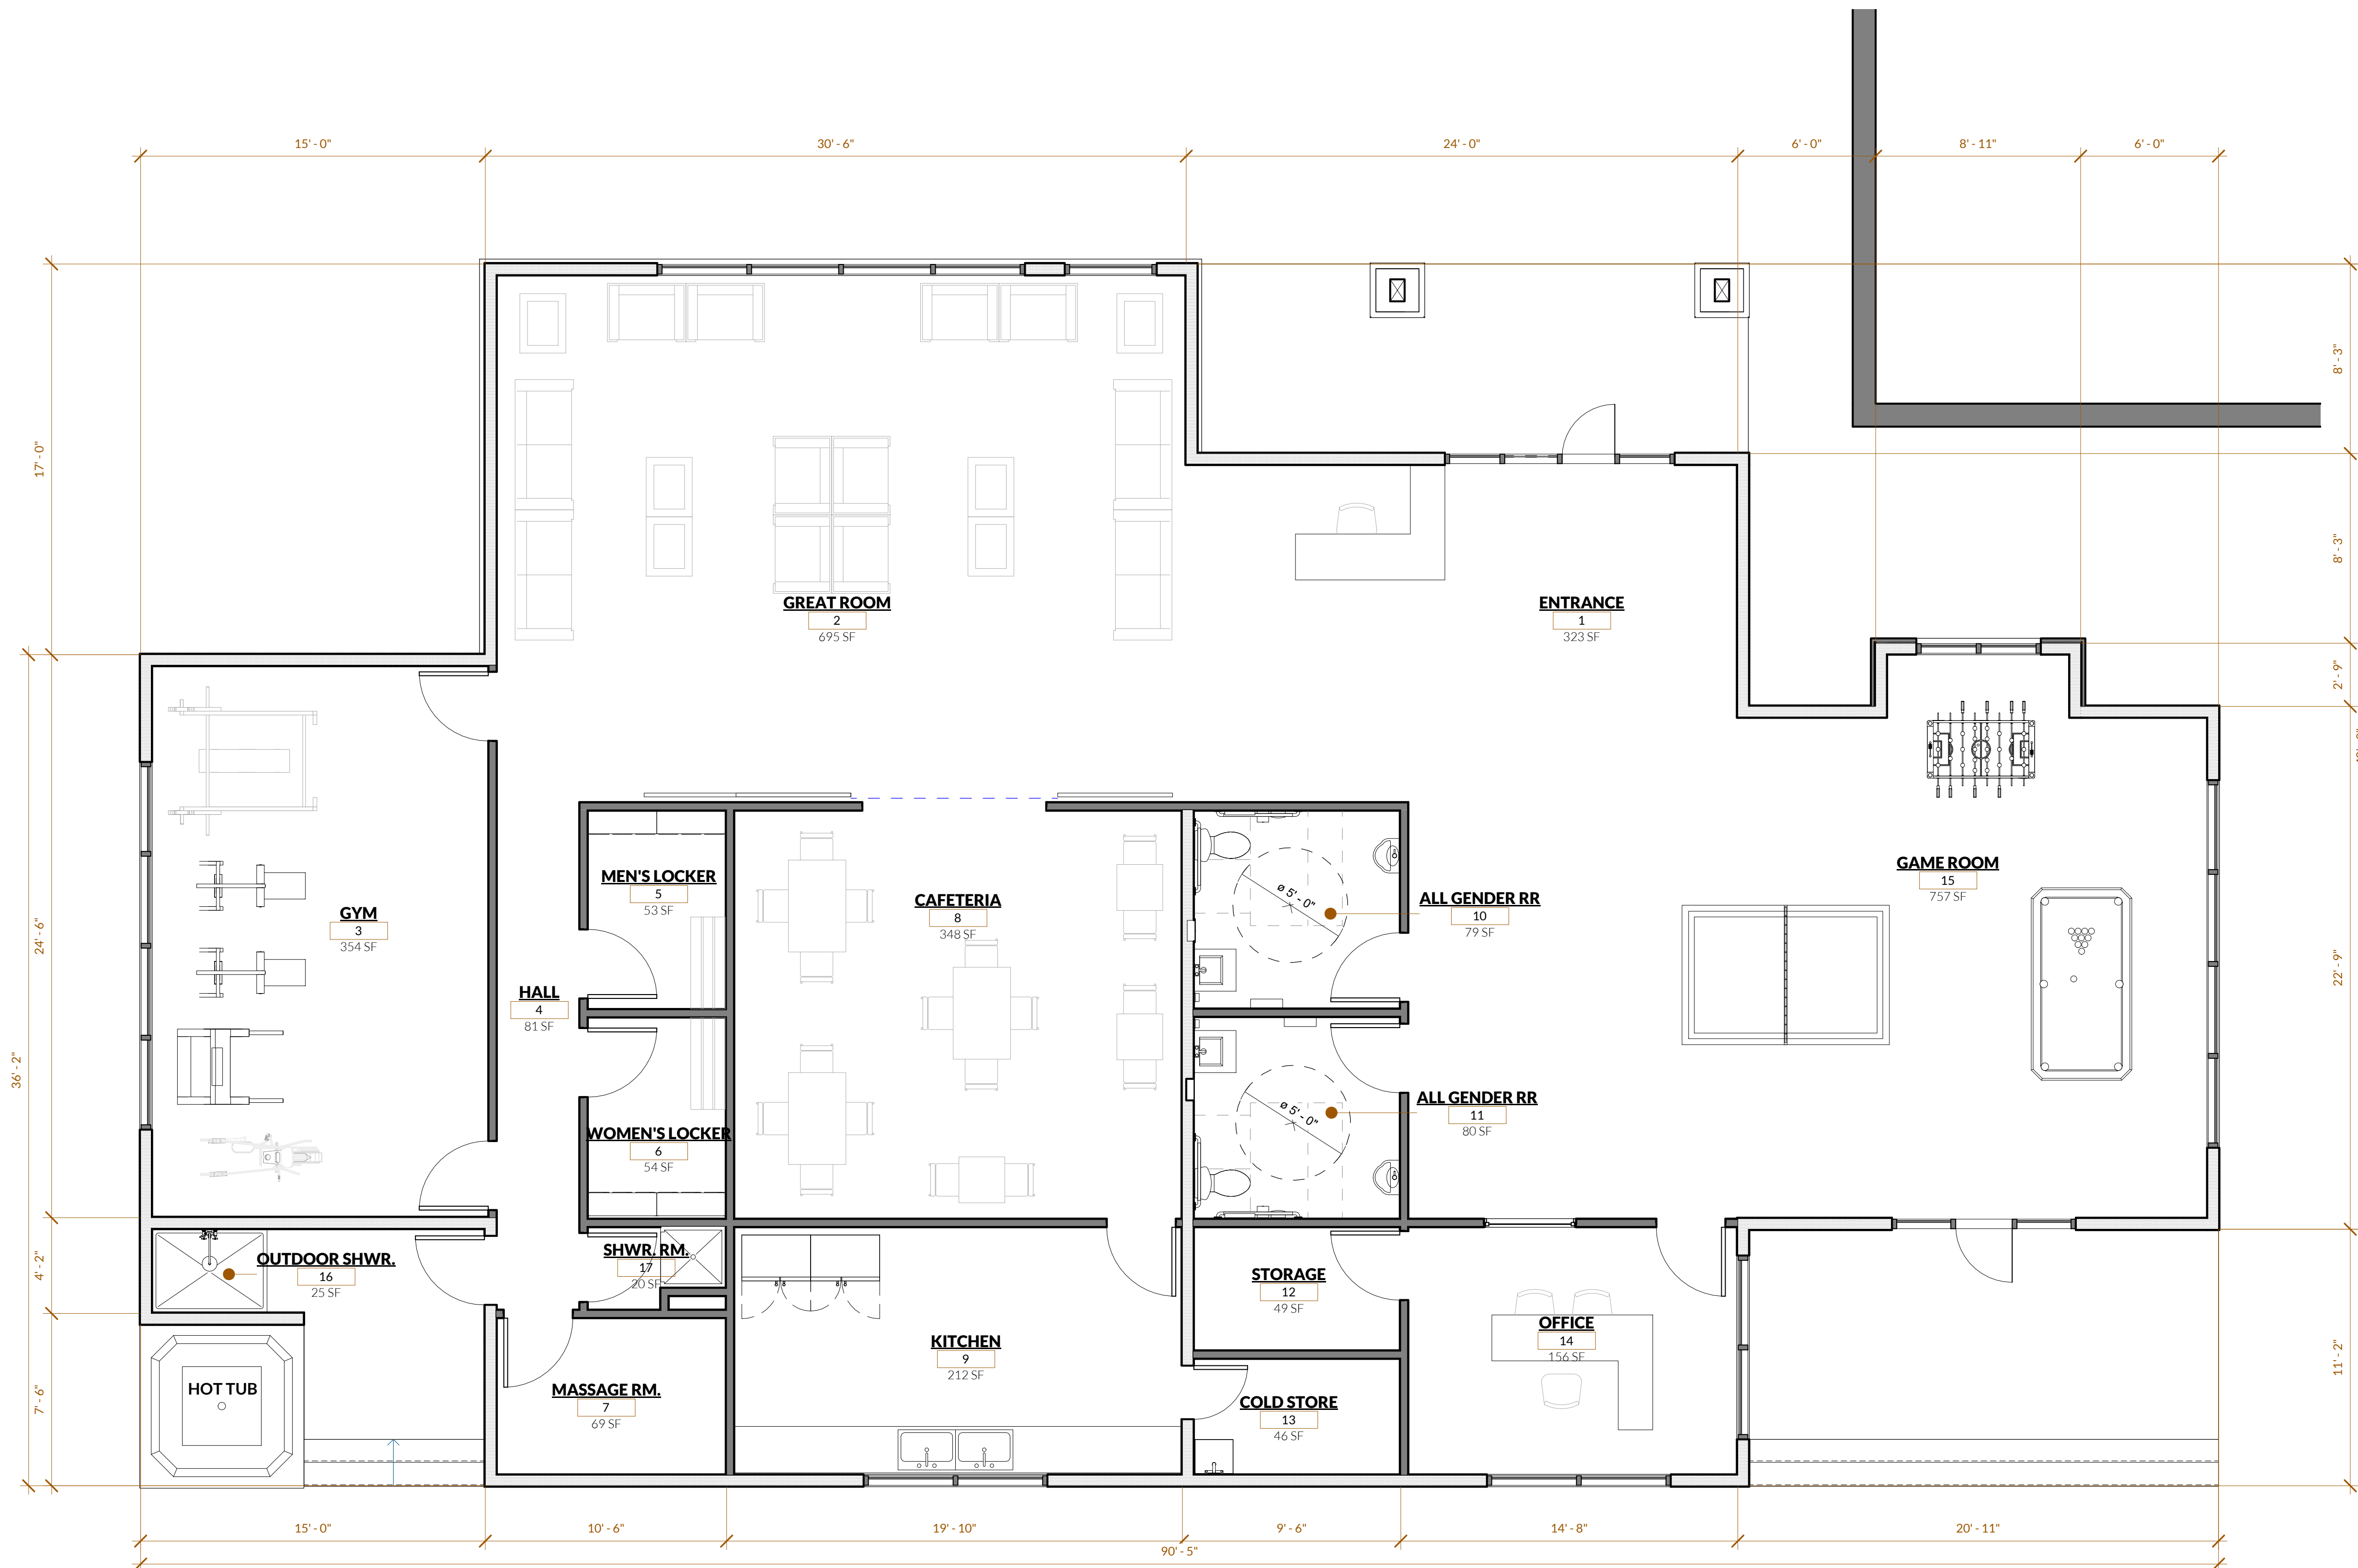 15' - 0"
30' - 6"
24' - 0"
6' - 0"
8' - 11"
6' - 0"
8' - 3"
17' - 0"
8' - 3"
GREAT ROOM
2
695 SF
ENTRANCE
1
323 SF
2' - 9"
GAME ROOM
15
757 SF
MEN'S LOCKER
5
53 SF
CAFETERIA
8
348 SF
ø 5' - 0"
ALL GENDER RR
10
79 SF
GYM
3
354 SF
24' - 6"
22' - 9"
HALL
4
81 SF
36' - 2"
WOMEN'S LOCKER
6
54 SF
ø 5' - 0"
ALL GENDER RR
11
80 SF
OUTDOOR SHWR.
16
25 SF
4' - 2"
SHWR. RM.
17
20 SF
STORAGE
12
49 SF
OFFICE
14
156 SF
KITCHEN
9
212 SF
11' - 2"
HOT TUB
7' - 6"
MASSAGE RM.
7
69 SF
COLD STORE
13
46 SF
15' - 0"
10' - 6"
19' - 10"
9' - 6"
14' - 8"
20' - 11"
90' - 5"